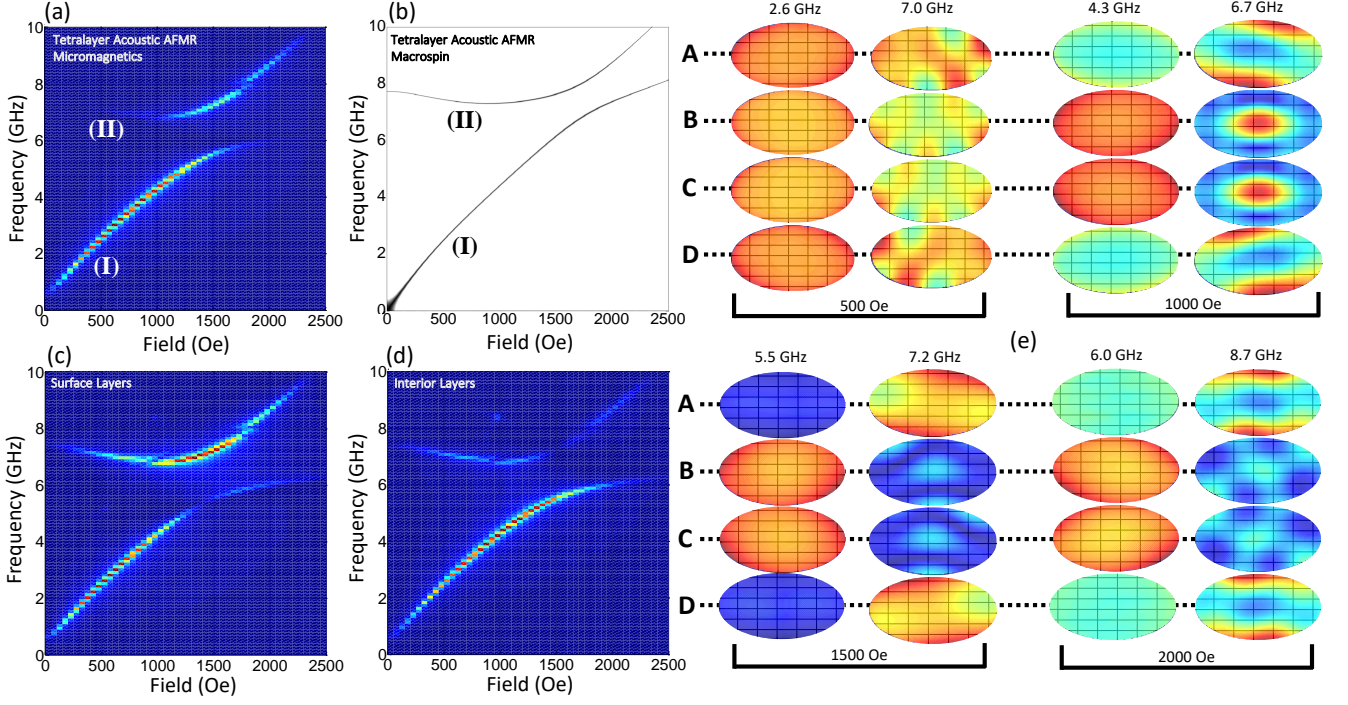 (a)
Tetralayer Acoustic AFMR
Micromagnetics
10
8
6
4
2
0
Frequency (GHz)
(II)
(I)
0 500 1000 1500 2000 2500
Field (Oe)
(b)
Tetralayer Acoustic AFMR
Macrospin
10
8
6
4
2
0
Frequency (GHz)
(II)
(I)
0 500 1000 1500 2000 2500
Field (Oe)
(c)
Surface Layers
10
8
6
4
2
0
Frequency (GHz)
0 500 1000 1500 2000 2500
Field (Oe)
(d)
Interior Layers
10
8
6
4
2
0
Frequency (GHz)
0 500 1000 1500 2000 2500
Field (Oe)
2.6 GHz 7.0 GHz 4.3 GHz 6.7 GHz
A
B
C
D
500 Oe 1000 Oe
(e)
5.5 GHz 7.2 GHz 6.0 GHz 8.7 GHz
A
B
C
D
1500 Oe 2000 Oe